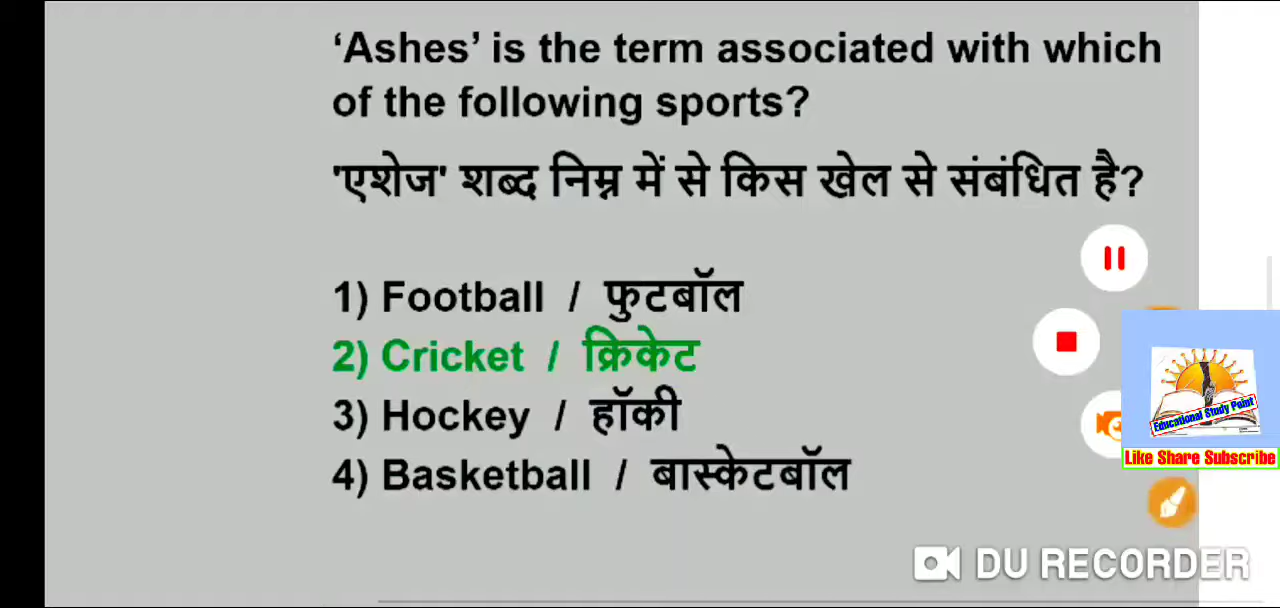 ‘Ashes’ is the term associated with which
of the following sports?
'एशेज' शब्द निम्न में से किस खेल से संबंधित है?
1) Football / फुटबॉल
2) Cricket / क्रिकेट
3) Hockey / हॉकी
4) Basketball / बास्केटबॉल
Educational Study Point
Like Share Subscribe
DU RECORDER